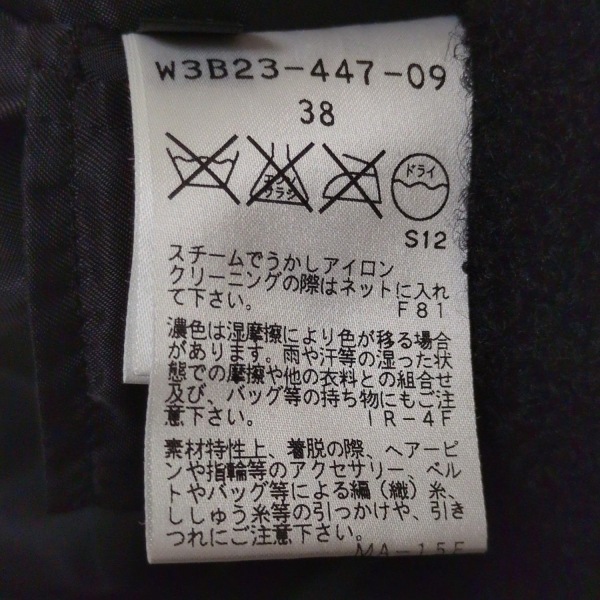 W3B23-447-09
38
エンソ
サラシ
ドライ
S12
スチームでうかしアイロン
クリーニングの際はネットに入れ
て下さい。 F81
濃色は湿摩擦により色が移る場合
があります。雨や汗等の湿った状
態での摩擦や他の衣料との組合せ
及び、バッグ等の持ち物にもご注
意下さい。 IR-4F
素材特性上、着脱の際、ヘアーピ
ンや指輪等のアクセサリー、ベル
トやバッグ等による編（織）糸、
ししゅう糸等の引っかけや、引き
つれにご注意下さい。
MA-15F